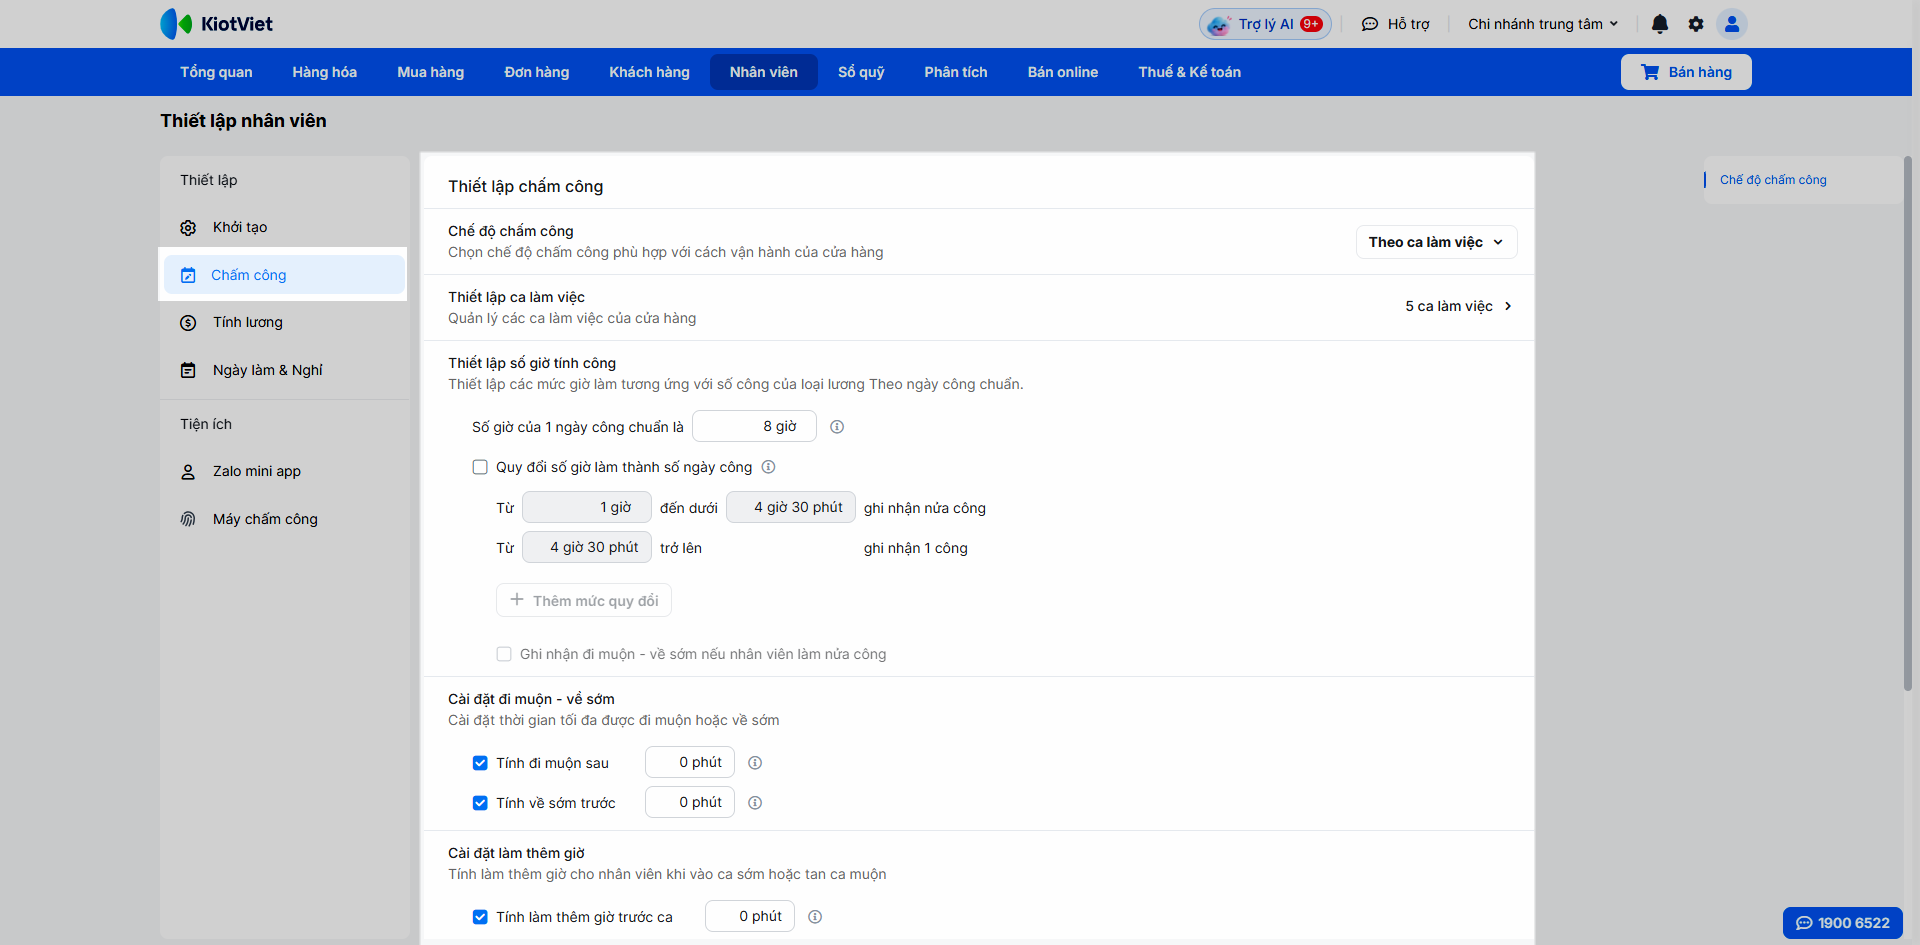 KiotViet
Trợ lý AI 9+
Hỗ trợ
Chi nhánh trung tâm
Tổng quan
Hàng hóa
Mua hàng
Đơn hàng
Khách hàng
Nhân viên
Sổ quỹ
Phân tích
Bán online
Thuế & Kế toán
Bán hàng
Thiết lập nhân viên
Thiết lập
Khởi tạo
Chấm công
Tính lương
Ngày làm & Nghỉ
Tiện ích
Zalo mini app
Máy chấm công
Thiết lập chấm công
Chế độ chấm công
Chọn chế độ chấm công phù hợp với cách vận hành của cửa hàng
Theo ca làm việc
Thiết lập ca làm việc
Quản lý các ca làm việc của cửa hàng
5 ca làm việc
Thiết lập số giờ tính công
Thiết lập các mức giờ làm tương ứng với số công của loại lương Theo ngày công chuẩn.
Số giờ của 1 ngày công chuẩn là 8 giờ
Quy đổi số giờ làm thành số ngày công
Từ 1 giờ đến dưới 4 giờ 30 phút ghi nhận nửa công
Từ 4 giờ 30 phút trở lên ghi nhận 1 công
Thêm mức quy đổi
Ghi nhận đi muộn - về sớm nếu nhân viên làm nửa công
Cài đặt đi muộn - về sớm
Cài đặt thời gian tối đa được đi muộn hoặc về sớm
Tính đi muộn sau 0 phút
Tính về sớm trước 0 phút
Cài đặt làm thêm giờ
Tính làm thêm giờ cho nhân viên khi vào ca sớm hoặc tan ca muộn
Tính làm thêm giờ trước ca 0 phút
Chế độ chấm công
1900 6522